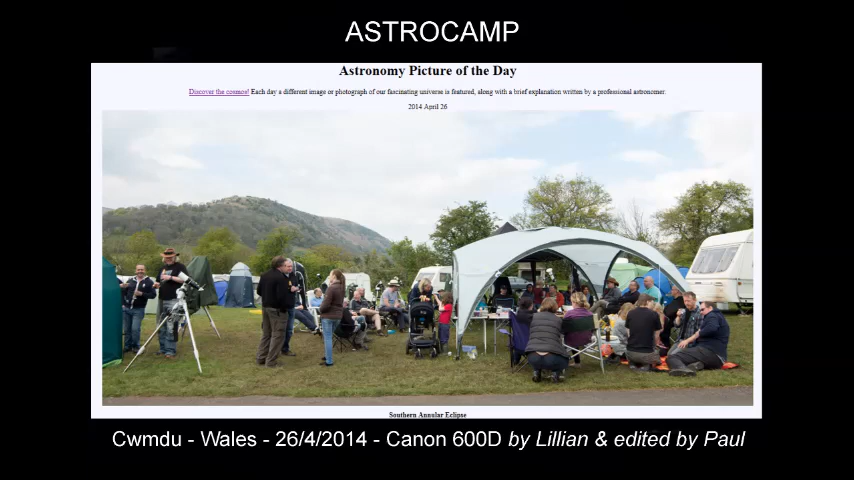 ASTROCAMP
Astronomy Picture of the Day
Discover the cosmos! Each day a different image or photograph of our fascinating universe is featured, along with a brief explanation written by a professional astronomer.
2014 April 26
Southern Annular Eclipse
Cwmdu - Wales - 26/4/2014 - Canon 600D by Lillian & edited by Paul